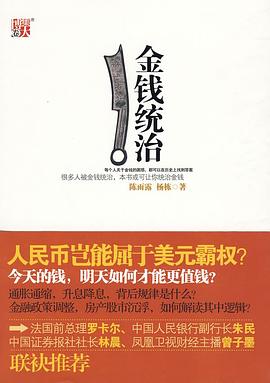 金钱统治
每个人关于金钱的困惑，都可以在历史上找到答案
很多人被金钱统治，本书或可让你统治金钱
陈雨露 杨栋 著
人民币岂能屈于美元霸权？
今天的钱，明天如何才能更值钱？
通胀通缩，升息降息，背后规律是什么？
金融政策调整，房产股市沉浮，如何解读其中逻辑？
法国前总理罗卡尔、中国人民银行副行长朱民
中国证券报社社长林晨、凤凰卫视财经主播曾子墨
联袂推荐